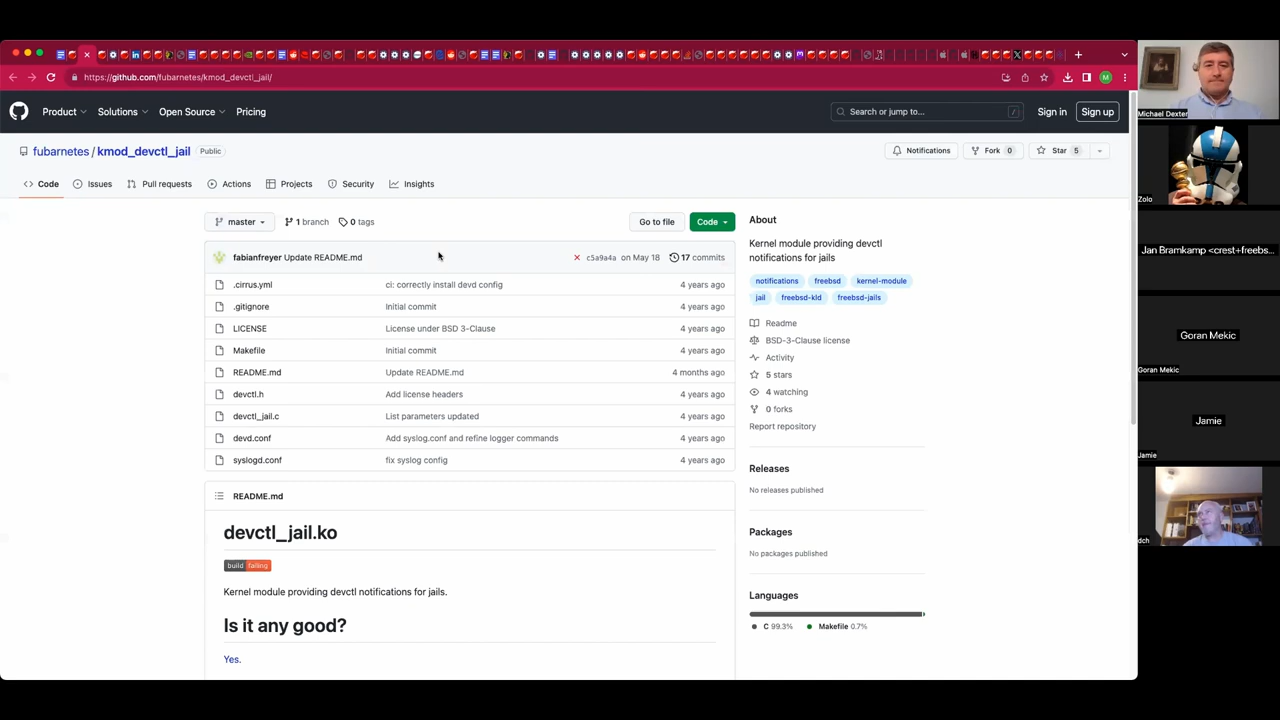 https://github.com/fubarnetes/kmod_devctl_jail/
M
Product
Solutions
Open Source
Pricing
Search or jump to...
/
Sign in
Sign up
fubarnetes / kmod_devctl_jail
Public
Notifications
Fork 0
Star 5
Code
Issues
Pull requests
Actions
Projects
Security
Insights
master
1 branch
0 tags
Go to file
Code
fabianfreyer Update README.md
c5a9a4a on May 18
17 commits
.cirrus.yml ci: correctly install devd config 4 years ago
.gitignore Initial commit 4 years ago
LICENSE License under BSD 3-Clause 4 years ago
Makefile Initial commit 4 years ago
README.md Update README.md 4 months ago
devctl.h Add license headers 4 years ago
devctl_jail.c List parameters updated 4 years ago
devd.conf Add syslog.conf and refine logger commands 4 years ago
syslogd.conf fix syslog config 4 years ago
README.md
devctl_jail.ko
build failing
Kernel module providing devctl notifications for jails.
Is it any good?
Yes.
About
Kernel module providing devctl
notifications for jails
notifications freebsd kernel-module
jail freebsd-kld freebsd-jails
Readme
BSD-3-Clause license
Activity
5 stars
4 watching
0 forks
Report repository
Releases
No releases published
Packages
No packages published
Languages
C 99.3% Makefile 0.7%
Michael Dexter
Zolo
Jan Bramkamp <crest+freebs...
Goran Mekic
Goran Mekic
Jamie
Jamie
dch